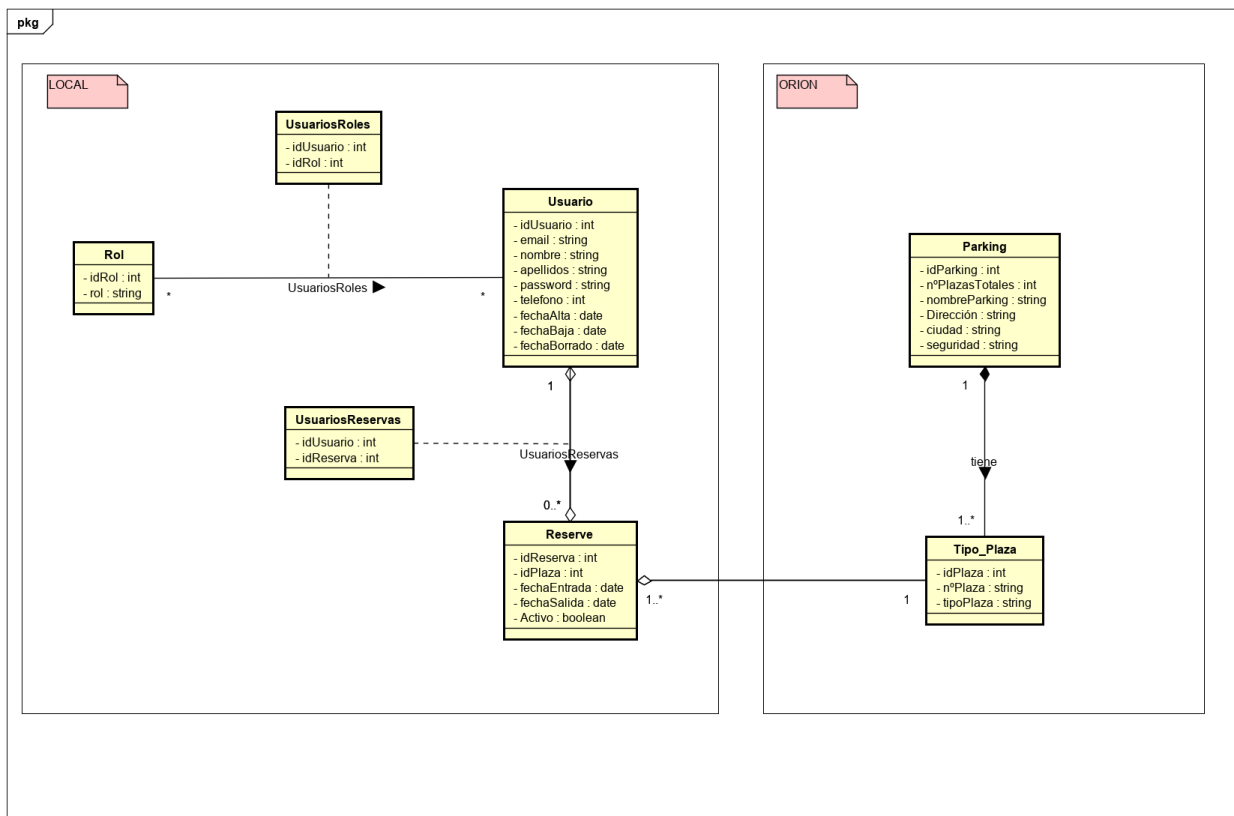 pkg
LOCAL
ORION
UsuariosRoles
- idUsuario : int
- idRol : int
Rol
- idRol : int
- rol : string
*
UsuariosRoles
*
Usuario
- idUsuario : int
- email : string
- nombre : string
- apellidos : string
- password : string
- telefono : int
- fechaAlta : date
- fechaBaja : date
- fechaBorrado : date
1
UsuariosReservas
- idUsuario : int
- idReserva : int
UsuariosReservas
0..*
Reserve
- idReserva : int
- idPlaza : int
- fechaEntrada : date
- fechaSalida : date
- Activo : boolean
1..*
1
Parking
- idParking : int
- nºPlazasTotales : int
- nombreParking : string
- Dirección : string
- ciudad : string
- seguridad : string
1
tiene
1..*
Tipo_Plaza
- idPlaza : int
- nºPlaza : string
- tipoPlaza : string